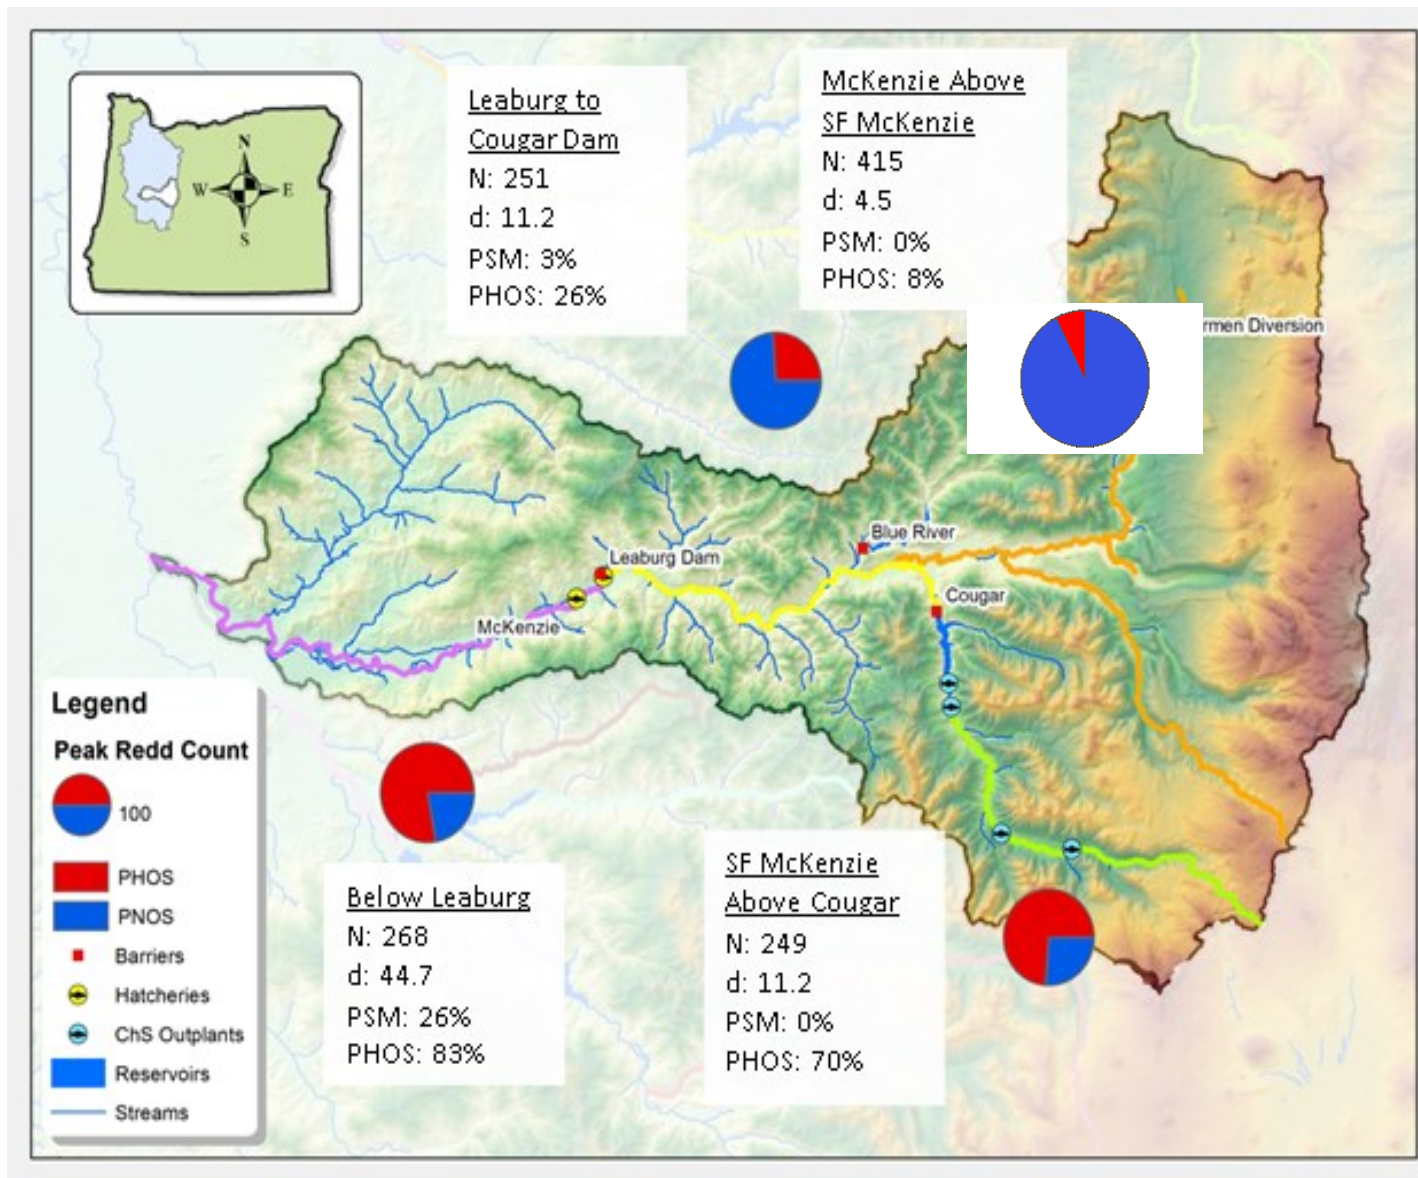 N
W
E
S
Leaburg to
Cougar Dam
N: 251
d: 11.2
PSM: 3%
PHOS: 26%
McKenzie Above
SF McKenzie
N: 415
d: 4.5
PSM: 0%
PHOS: 8%
rmen Diversion
Blue River
Leaburg Dam
Cougar
McKenzie
Legend
Peak Redd Count
100
PHOS
PNOS
Barriers
Hatcheries
ChS Outplants
Reservoirs
Streams
Below Leaburg
N: 268
d: 44.7
PSM: 26%
PHOS: 83%
SF McKenzie
Above Cougar
N: 249
d: 11.2
PSM: 0%
PHOS: 70%